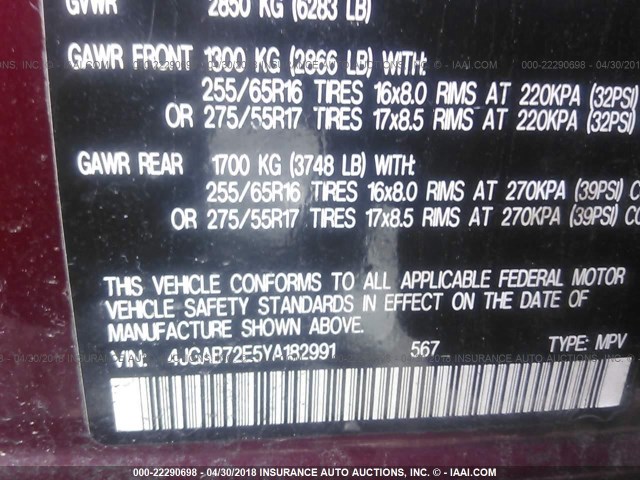 GVWR 2850 KG (6283 LB)
GAWR FRONT 1300 KG (2866 LB) WITH:
255/65R16 TIRES 16x8.0 RIMS AT 220KPA (32PSI)
OR 275/55R17 TIRES 17x8.5 RIMS AT 220KPA (32PSI)
GAWR REAR 1700 KG (3748 LB) WITH:
255/65R16 TIRES 16x8.0 RIMS AT 270KPA (39PSI)
OR 275/55R17 TIRES 17x8.5 RIMS AT 270KPA (39PSI)
THIS VEHICLE CONFORMS TO ALL APPLICABLE FEDERAL MOTOR
VEHICLE SAFETY STANDARDS IN EFFECT ON THE DATE OF
MANUFACTURE SHOWN ABOVE.
567 TYPE: MPV
000-22290698 - 04/30/2018 INSURANCE AUTO AUCTIONS, INC. - © IAAI.COM